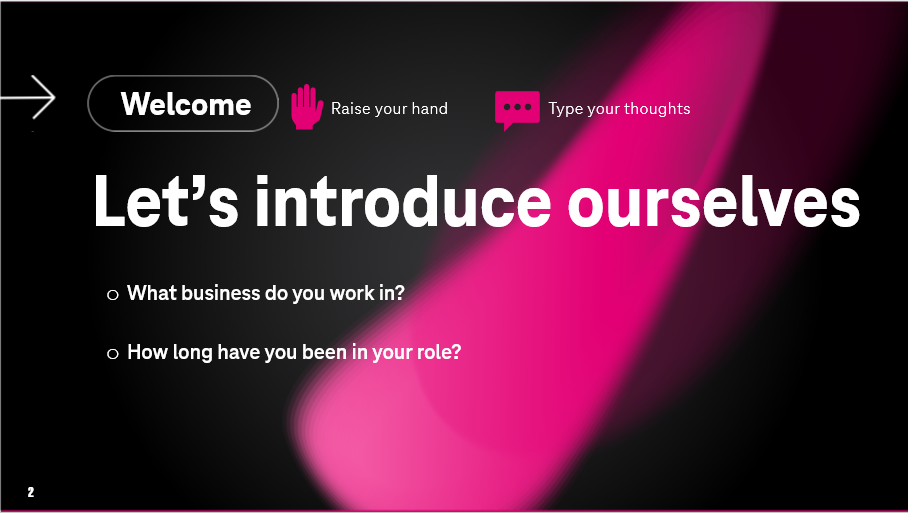 Welcome
Raise your hand
Type your thoughts
Let’s introduce ourselves
o What business do you work in?
o How long have you been in your role?
2